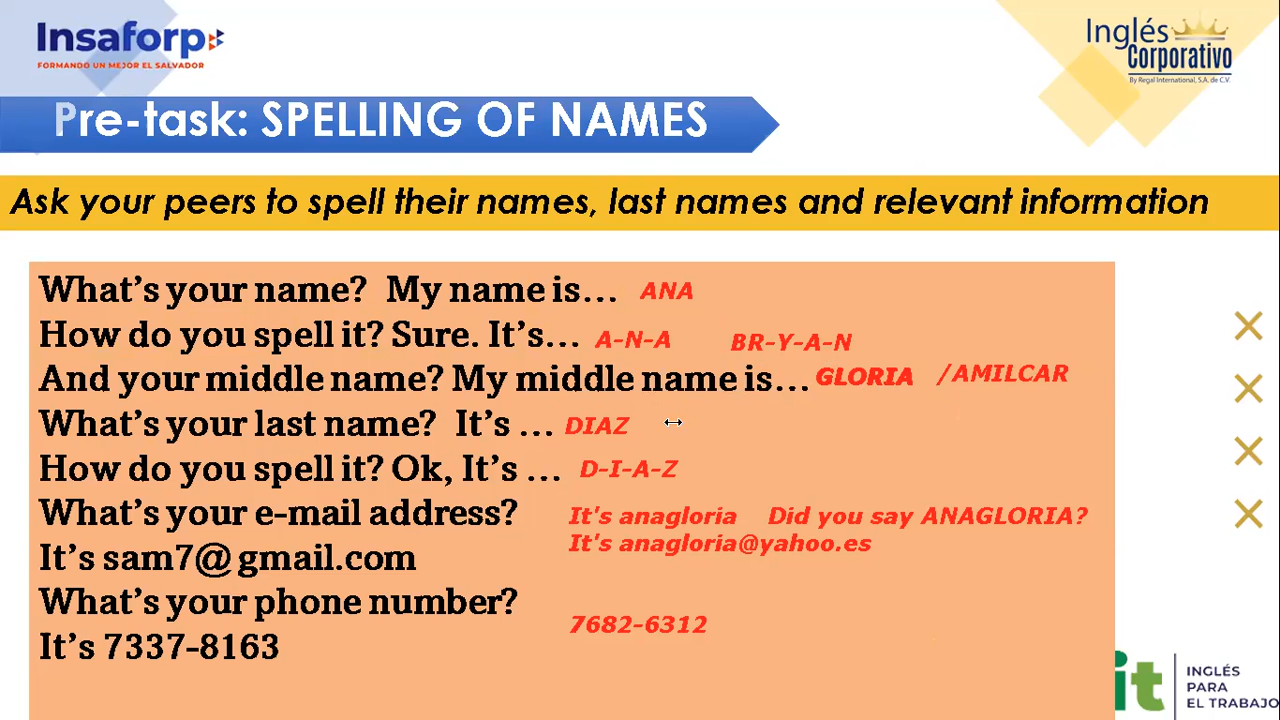 Insaforp
FORMANDO UN MEJOR EL SALVADOR
Inglés
Corporativo
By Regal International, S.A. de C.V.
Pre-task: SPELLING OF NAMES
Ask your peers to spell their names, last names and relevant information
What's your name? My name is... ANA
How do you spell it? Sure. It's... A-N-A BR-Y-A-N
And your middle name? My middle name is... GLORIA /AMILCAR
What's your last name? It's ... DIAZ
How do you spell it? Ok, It's ... D-I-A-Z
What's your e-mail address? It's anagloria Did you say ANAGLORIA?
It's anagloria@yahoo.es
It's sam7@gmail.com
What's your phone number?
7682-6312
It's 7337-8163
it
INGLÉS
PARA
EL TRABAJO